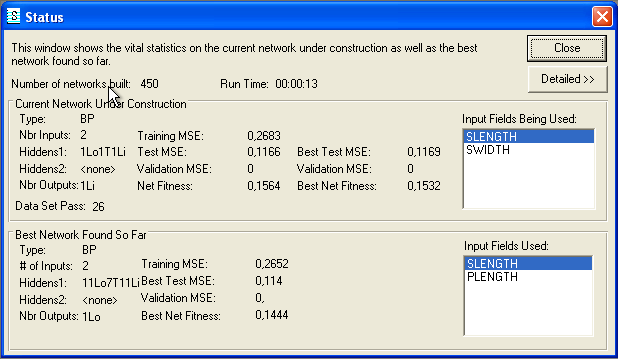 Status
This window shows the vital statistics on the current network under construction as well as the best
network found so far.
Close
Number of networks built: 450 Run Time: 00:00:13
Detailed >>
Current Network Under Construction
Type: BP
Nbr Inputs: 2 Training MSE: 0,2683
Hiddens1: 1Lo1T1Li Test MSE: 0,1166 Best Test MSE: 0,1169
Hiddens2: <none> Validation MSE: 0 Validation MSE: 0
Nbr Outputs: 1Li Net Fitness: 0,1564 Best Net Fitness: 0,1532
Data Set Pass: 26
Input Fields Being Used:
SLENGTH
SWIDTH
Best Network Found So Far
Type: BP
# of Inputs: 2 Training MSE: 0,2652
Hiddens1: 11Lo7T11Li Best Test MSE: 0,114
Hiddens2: <none> Validation MSE: 0,
Nbr Outputs: 1Lo Best Net Fitness: 0,1444
Input Fields Used:
SLENGTH
PLENGTH